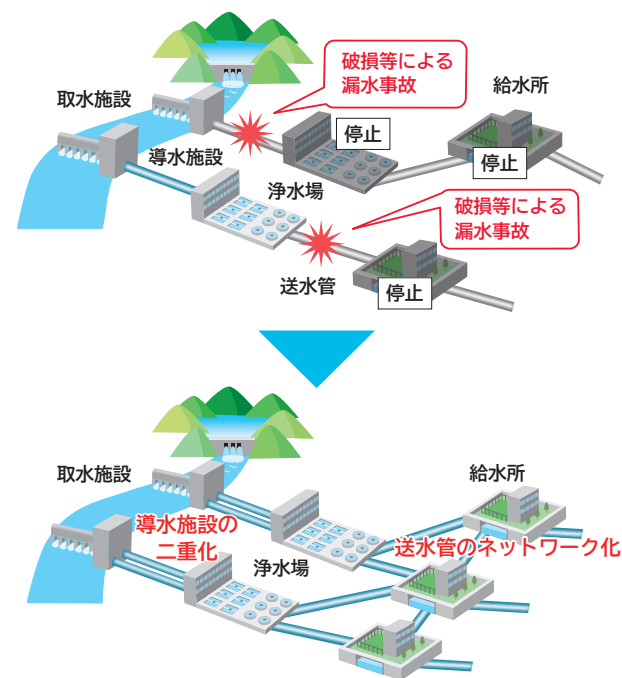 破損等による
漏水事故
給水所
取水施設
停止
導水施設
停止
浄水場
破損等による
漏水事故
送水管
停止
取水施設
給水所
導水施設の
二重化
送水管のネットワーク化
浄水場